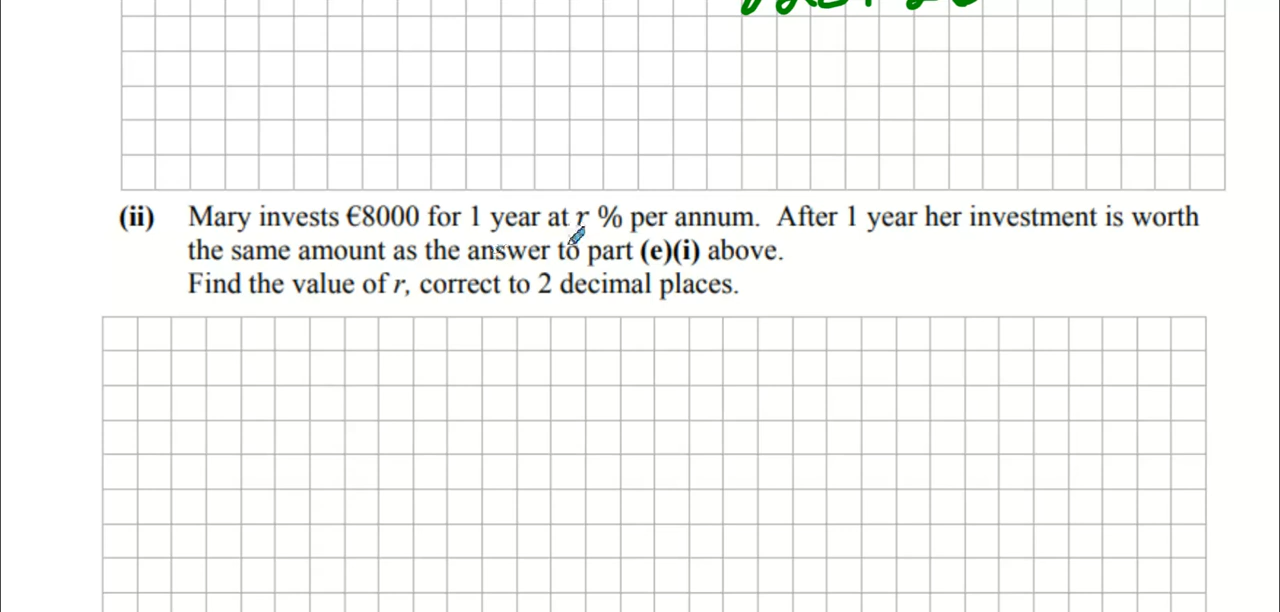 (ii) Mary invests €8000 for 1 year at r % per annum. After 1 year her investment is worth
the same amount as the answer to part (e)(i) above.
Find the value of r, correct to 2 decimal places.